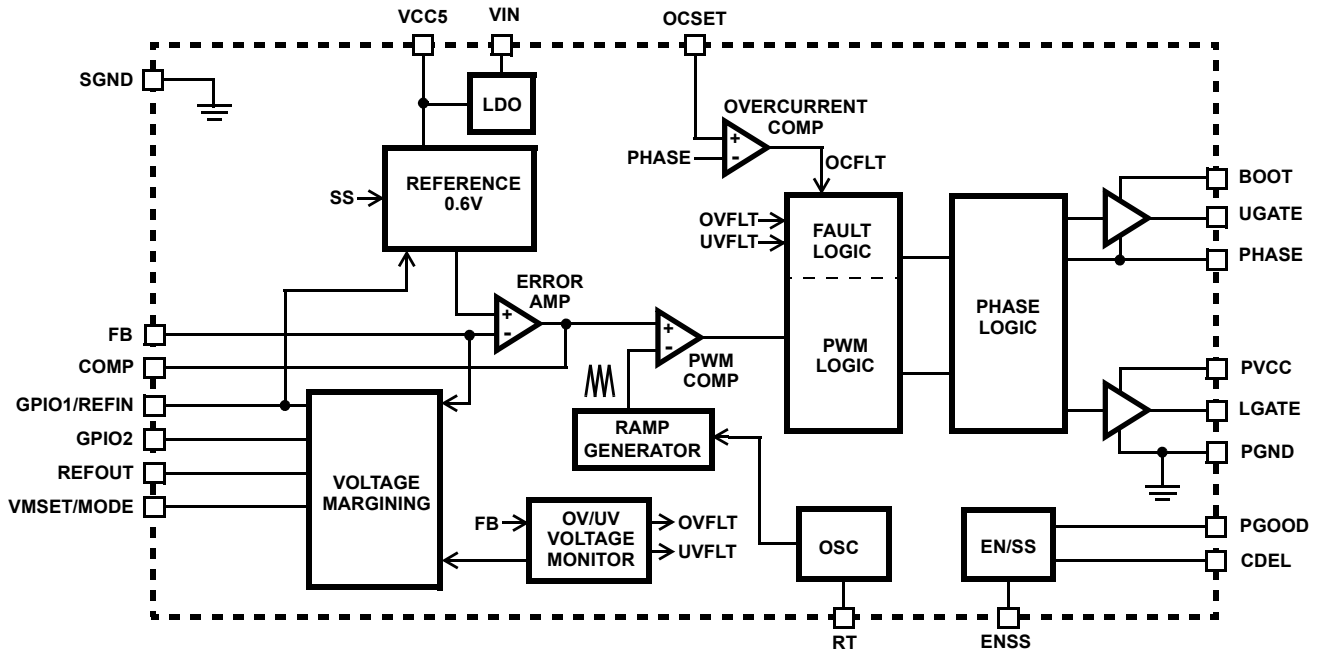 VCC5
VIN
OCSET
SGND
LDO
OVERCURRENT
COMP
+
-
PHASE
OCFLT
REFERENCE
0.6V
SS
BOOT
OVFLT
UVFLT
FAULT
LOGIC
UGATE
PHASE
ERROR
AMP
+
-
FB
PHASE
LOGIC
+
-
PWM
COMP
PWM
LOGIC
COMP
PVCC
GPIO1/REFIN
LGATE
GPIO2
RAMP
GENERATOR
PGND
REFOUT
VOLTAGE
MARGINING
VMSET/MODE
FB
OV/UV
VOLTAGE
MONITOR
OVFLT
UVFLT
OSC
EN/SS
PGOOD
CDEL
RT
ENSS